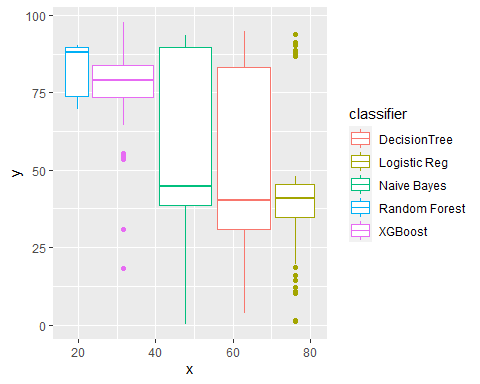 100
75
50
25
0
y
20 40 60 80
x
classifier
DecisionTree
Logistic Reg
Naive Bayes
Random Forest
XGBoost